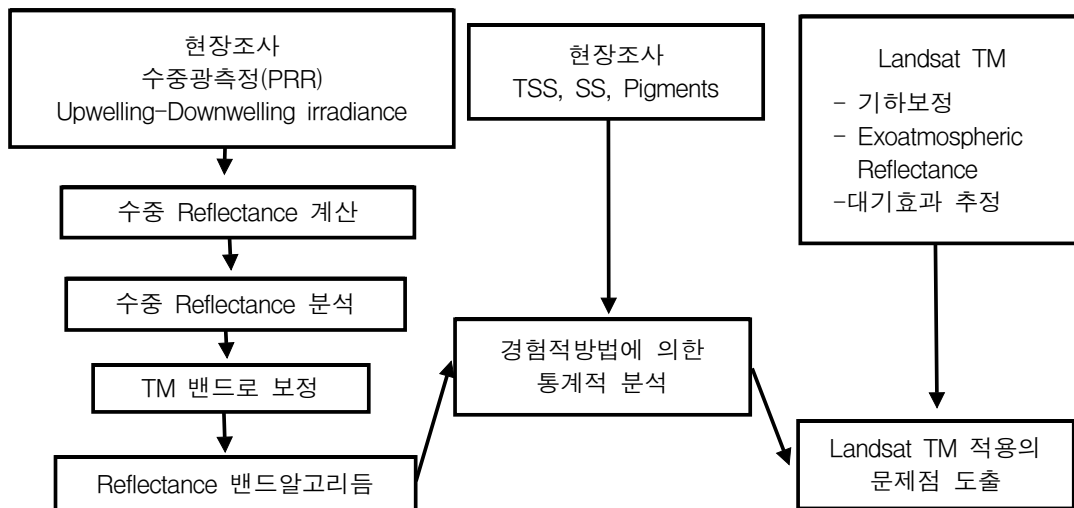 현장조사
수중광측정(PRR)
Upwelling-Downwelling irradiance
수중 Reflectance 계산
수중 Reflectance 분석
TM 밴드로 보정
Reflectance 밴드알고리듬
현장조사
TSS, SS, Pigments
경험적방법에 의한
통계적 분석
Landsat TM
- 기하보정
- Exoatmospheric
Reflectance
-대기효과 추정
Landsat TM 적용의
문제점 도출